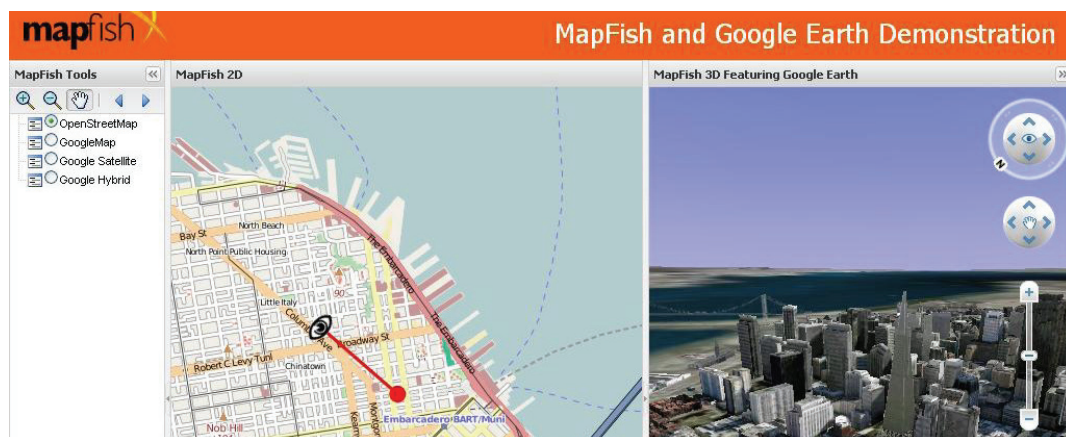 mapfish
MapFish and Google Earth Demonstration
MapFish Tools
OpenStreetMap
GoogleMap
Google Satellite
Google Hybrid
MapFish 2D
North Beach
Bay St
North Point Public Housing
The Embarcadero
90
Little Italy
Columbus Ave
The Embarcadero
Broadway St
Robert C Levy Tunl
Chinatown
Embarcadero BART/Muni
Nob Hill
MapFish 3D Featuring Google Earth
N